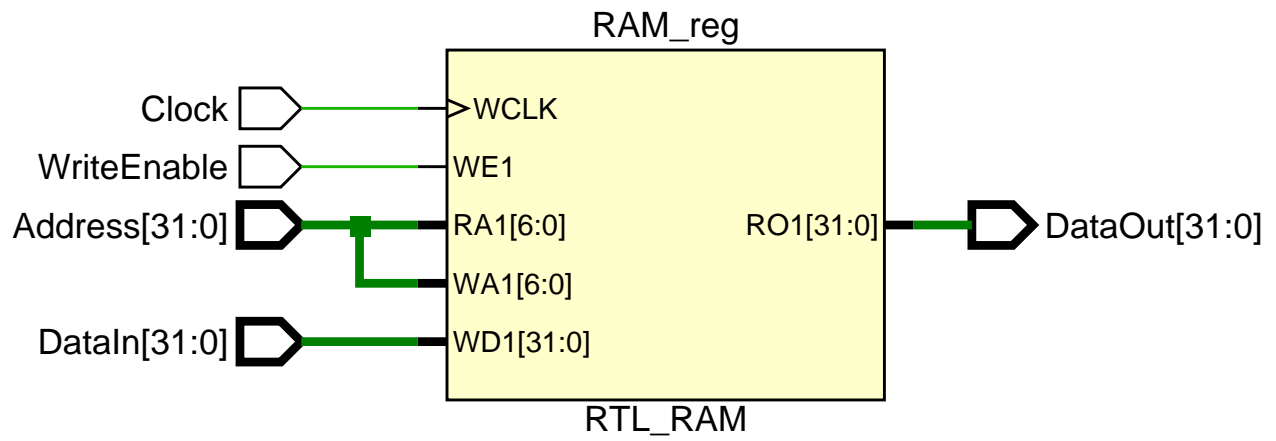 RAM_reg
Clock
WCLK
WriteEnable
WE1
Address[31:0]
RA1[6:0]
RO1[31:0]
DataOut[31:0]
WA1[6:0]
DataIn[31:0]
WD1[31:0]
RTL_RAM